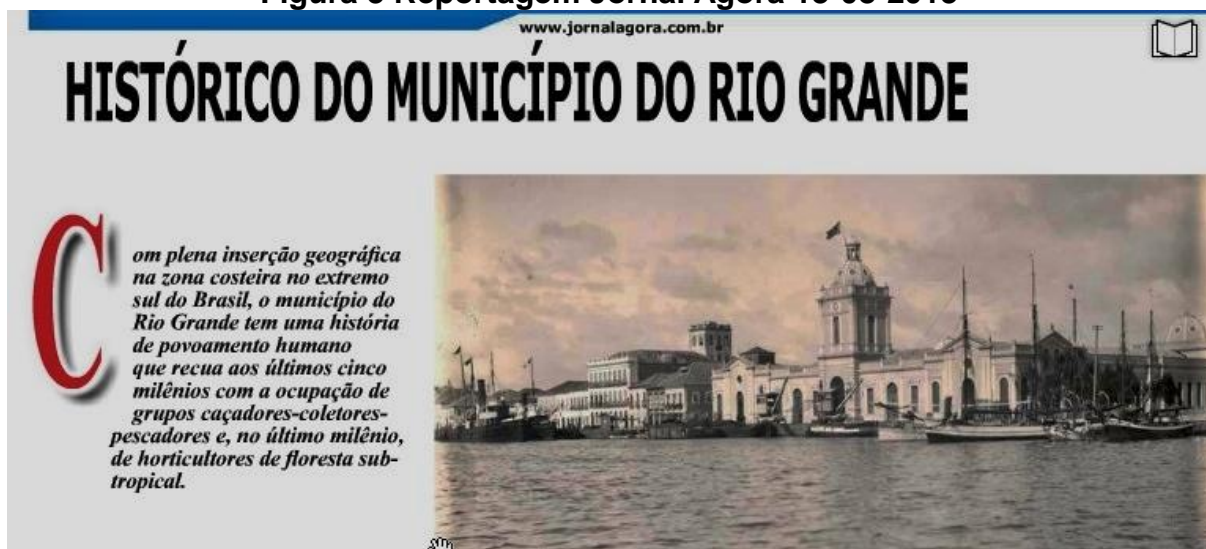 www.jornalagora.com.br
HISTÓRICO DO MUNICÍPIO DO RIO GRANDE
Com plena inserção geográfica
na zona costeira no extremo
sul do Brasil, o município do
Rio Grande tem uma história
de povoamento humano
que recua aos últimos cinco
milênios com a ocupação de
grupos caçadores-coletores-
pescadores e, no último milênio,
de horticultores de floresta sub-
tropical.